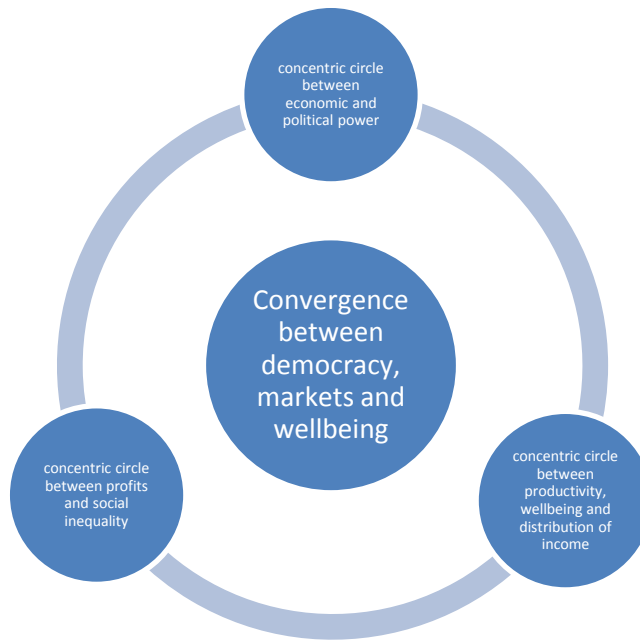 concentric circle
between
economic and
political power
Convergence
between
democracy,
markets and
wellbeing
concentric circle
between profits
and social
inequality
concentric circle
between
productivity,
wellbeing and
distribution of
income